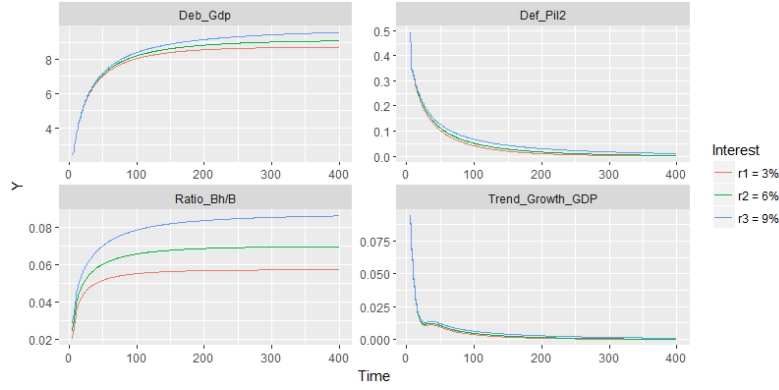 Deb_Gdp
Def_Pil2
8
6
4
0 100 200 300 400
0.5
0.4
0.3
0.2
0.1
0.0
0 100 200 300 400
Y
Ratio_Bh/B
Trend_Growth_GDP
0.08
0.06
0.04
0.02
0 100 200 300 400
0.075
0.050
0.025
0.000
0 100 200 300 400
Time
Interest
r1 = 3%
r2 = 6%
r3 = 9%